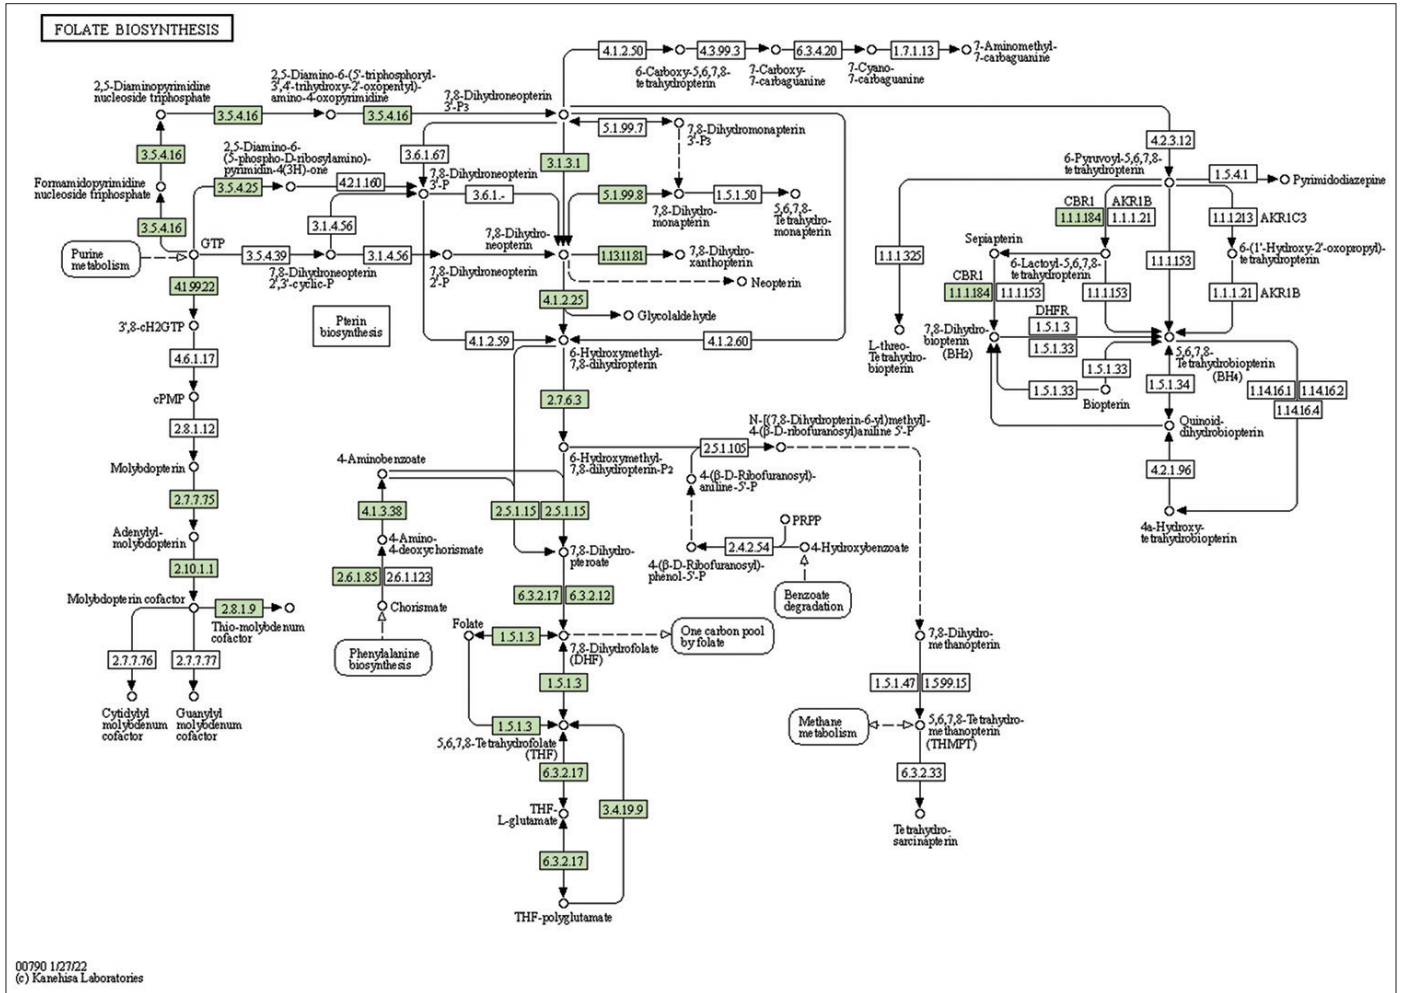 FOLATE BIOSYNTHESIS
4.1.2.50
4.3.99.3
6.3.4.20
1.7.1.13
7-Aminomethyl-
7-carbaguanine
6-Carboxy-5,6,7,8-
tetrahydropterin
7-Carboxy-
7-carbaguanine
7-Cyano-
7-carbaguanine
2,5-Diaminopyrimidine
nucleoside triphosphate
2,5-Diamino-6-(5'-triphosphoryl-
3',4'-trihydroxy-2'-oxopentyl)-
amino-4-oxopyrimidine
7,8-Dihydroneopterin
3'-P3
3.5.4.16
3.5.4.16
5.1.99.7
7,8-Dihydromonapterin
3'-P3
4.2.3.12
3.5.4.16
2,5-Diamino-6-
(5-phospho-D-ribosylamino)-
pyrimidin-4(3H)-one
3.6.1.67
3.1.3.1
6-Pyruvoyl-5,6,7,8-
tetrahydropterin
1.5.4.1
Pyrimidodiazepine
Formamidopyrimidine
nucleoside triphosphate
3.5.4.25
4.2.1.160
7,8-Dihydroneopterin
3'-P
3.6.1.-
5.1.99.8
7,8-Dihydro-
monapterin
1.5.1.50
5,6,7,8-
Tetrahydro-
monapterin
CBR1
AKR1B
1.1.1.184
1.1.1.21
1.1.1213
AKR1C3
3.5.4.16
3.1.4.56
GTP
Purine
metabolism
3.5.4.39
7,8-Dihydroneopterin
2',3'-cyclic-P
3.1.4.56
7,8-Dihydroneopterin
2'-P
7,8-Dihydro-
neopterin
1.13.11.81
7,8-Dihydro-
xanthopterin
Neopterin
1.1.1.325
Sepiapterin
6-Lactoyl-5,6,7,8-
tetrahydropterin
1.1.1.153
6-(1'-Hydroxy-2'-oxopropyl)-
tetrahydropterin
CBR1
1.1.1.184
1.1.1.153
1.1.1.153
1.1.1.21
AKR1B
4.1.99.22
4.1.2.25
Glycolaldehyde
3',8-cH2GTP
Pterin
biosynthesis
4.1.2.59
4.1.2.60
6-Hydroxymethyl-
7,8-dihydropterin
L-threo-
Tetrahydro-
biopterin
7,8-Dihydro-
biopterin
(BH2)
DHFR
1.5.1.3
1.5.1.33
5,6,7,8-
Tetrahydrobiopterin
(BH4)
4.6.1.17
1.5.1.33
1.5.1.33
Biopterin
1.5.1.34
1.14.16.1
1.14.16.2
1.14.16.4
cPMP
2.7.6.3
2.8.1.12
N-[(7,8-Dihydropterin-6-yl)methyl]-
4-(β-D-ribofuranosyl)aniline 5'-P
Quinoid-
dihydrobiopterin
Molybdopterin
4-Aminobenzoate
6-Hydroxymethyl-
7,8-dihydropterin-P2
2.5.1.105
4-(β-D-Ribofuranosyl)-
aniline-5'-P
4.2.1.96
2.7.7.75
4.1.3.38
2.5.1.15
2.5.1.15
PRPP
4a-Hydroxy-
tetrahydrobiopterin
Adenylyl-
molybdopterin
4-Amino-
4-deoxychorismate
7,8-Dihydro-
pteroate
2.4.2.54
4-Hydroxybenzoate
4-(β-D-Ribofuranosyl)-
phenol-5'-P
2.10.1.1
2.6.1.85
2.6.1.123
Molybdopterin cofactor
Chorismate
6.3.2.17
6.3.2.12
Benzoate
degradation
2.8.1.9
Thio-molybdenum
cofactor
Phenylalanine
biosynthesis
Folate
1.5.1.3
7,8-Dihydrofolate
(DHF)
One carbon pool
by folate
7,8-Dihydro-
methanopterin
2.7.7.76
2.7.7.77
Cytidylyl
molybdenum
cofactor
Guanylyl
molybdenum
cofactor
1.5.1.3
1.5.1.47
1.5.99.15
1.5.1.3
5,6,7,8-Tetrahydrofolate
(THF)
Methane
metabolism
5,6,7,8-Tetrahydro-
methanopterin
(THMPT)
6.3.2.17
6.3.2.33
THF-
L-glutamate
3.4.19.9
Tetrahydro-
sarcinapterin
6.3.2.17
THF-polyglutamate
00790 1/27/22
(c) Kanehisa Laboratories